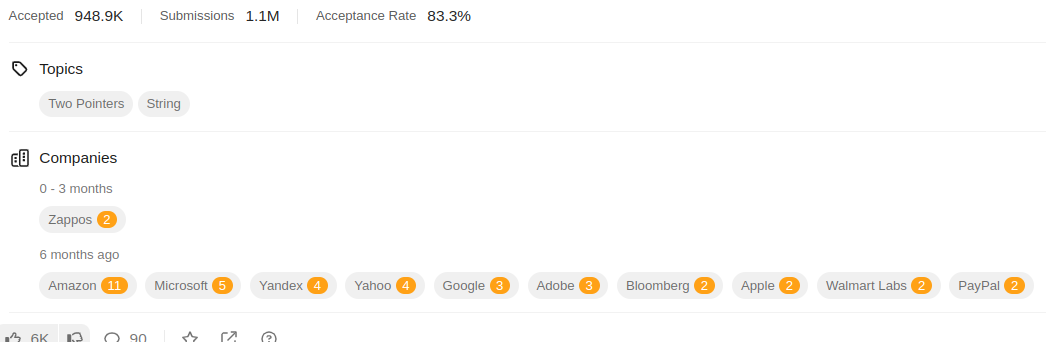 Accepted 948.9K Submissions 1.1M Acceptance Rate 83.3%
Topics
Two Pointers String
Companies
0 - 3 months
Zappos 2
6 months ago
Amazon 11 Microsoft 5 Yandex 4 Yahoo 4 Google 3 Adobe 3 Bloomberg 2 Apple 2 Walmart Labs 2 PayPal 2
6K 90